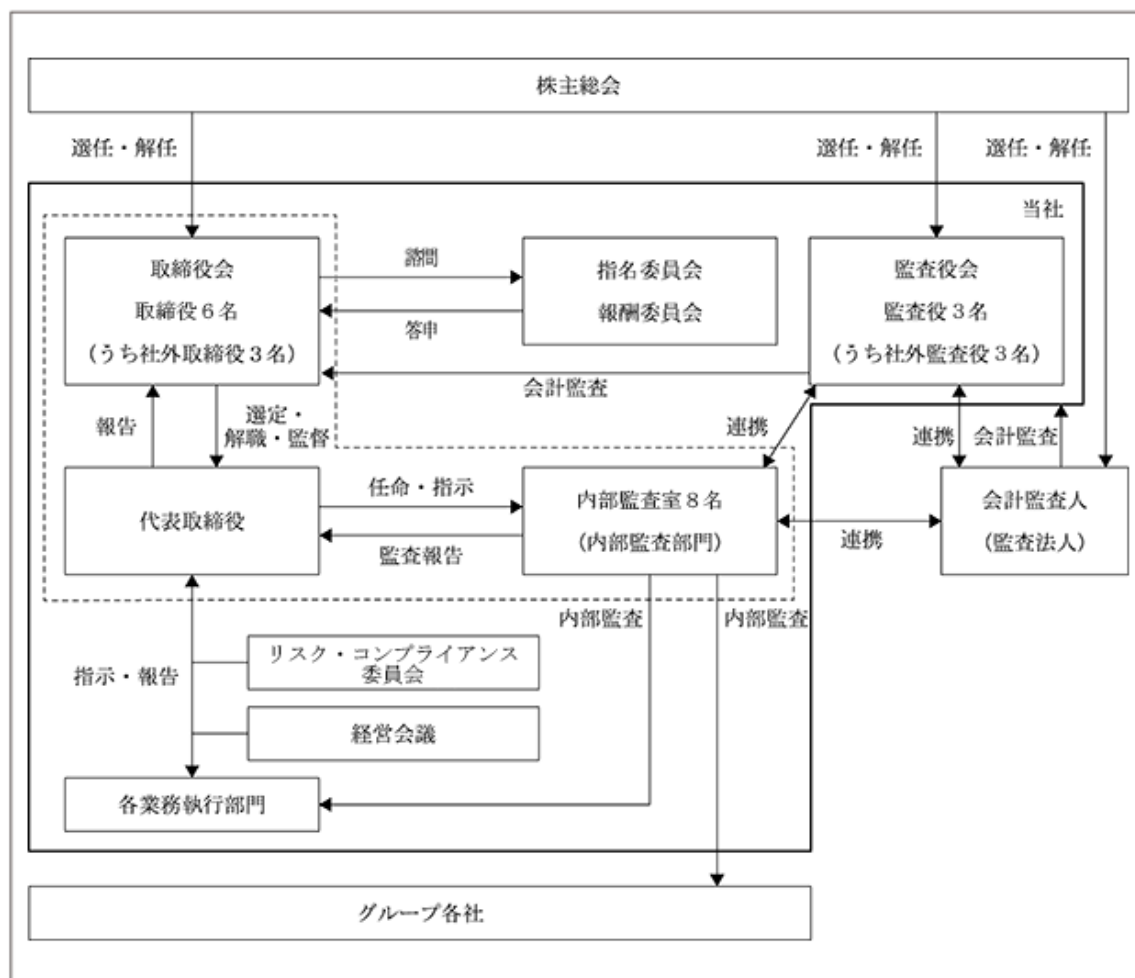 株主総会
選任・解任
選任・解任
選任・解任
当社
取締役会
取締役6名
(うち社外取締役3名)
諮問
答申
指名委員会
報酬委員会
監査役会
監査役3名
(うち社外監査役3名)
会計監査
報告
選定・
解職・監督
連携
連携
会計監査
代表取締役
任命・指示
監査報告
内部監査室8名
(内部監査部門)
連携
会計監査人
(監査法人)
内部監査
内部監査
指示・報告
リスク・コンプライアンス
委員会
経営会議
各業務執行部門
グループ各社